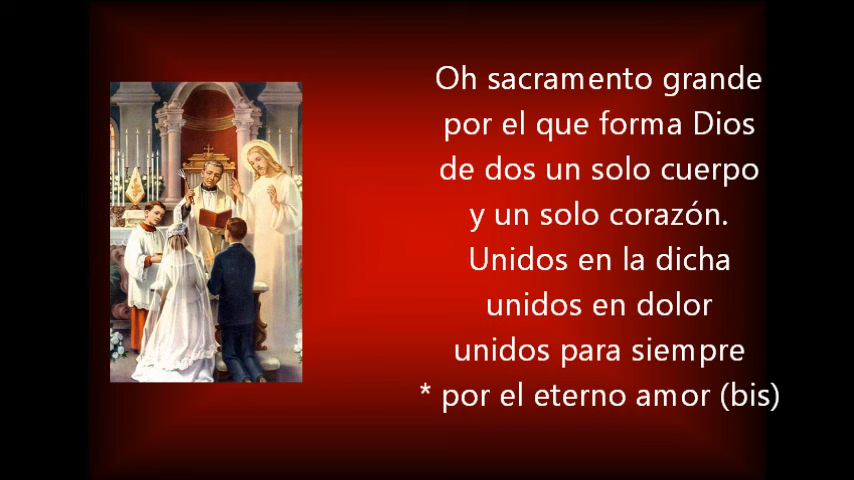 Oh sacramento grande
por el que forma Dios
de dos un solo cuerpo
y un solo corazón.
Unidos en la dicha
unidos en dolor
unidos para siempre
* por el eterno amor (bis)